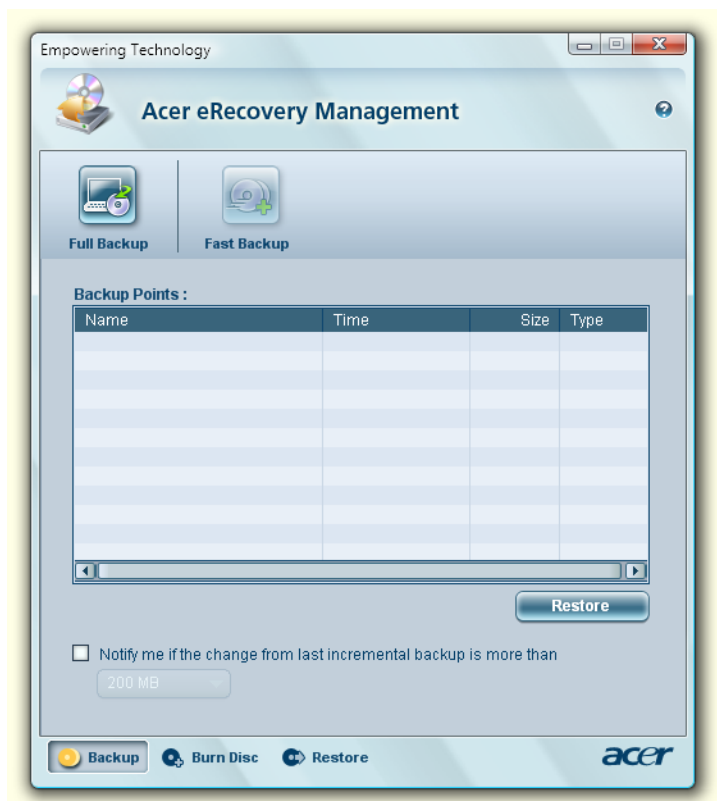 Empowering Technology
Acer eRecovery Management
Full Backup
Fast Backup
Backup Points :
Name Time Size Type
Restore
Notify me if the change from last incremental backup is more than
200 MB
Backup Burn Disc Restore acer